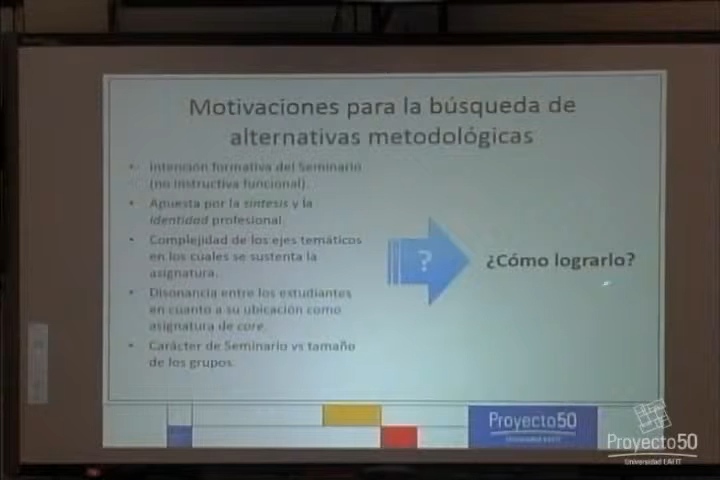 Motivaciones para la búsqueda de
alternativas metodológicas
• Intención formativa del Seminario
(no instructiva funcional).
• Apuesta por la síntesis y la
identidad profesional.
• Complejidad de los ejes temáticos
en los cuales se sustenta la
asignatura.
• Disonancia entre los estudiantes
en cuanto a su ubicación como
asignatura de core.
• Carácter de Seminario vs tamaño
de los grupos.
?
¿Cómo lograrlo?
Proyecto50
Universidad EAFIT
Proyecto50
Universidad EAFIT